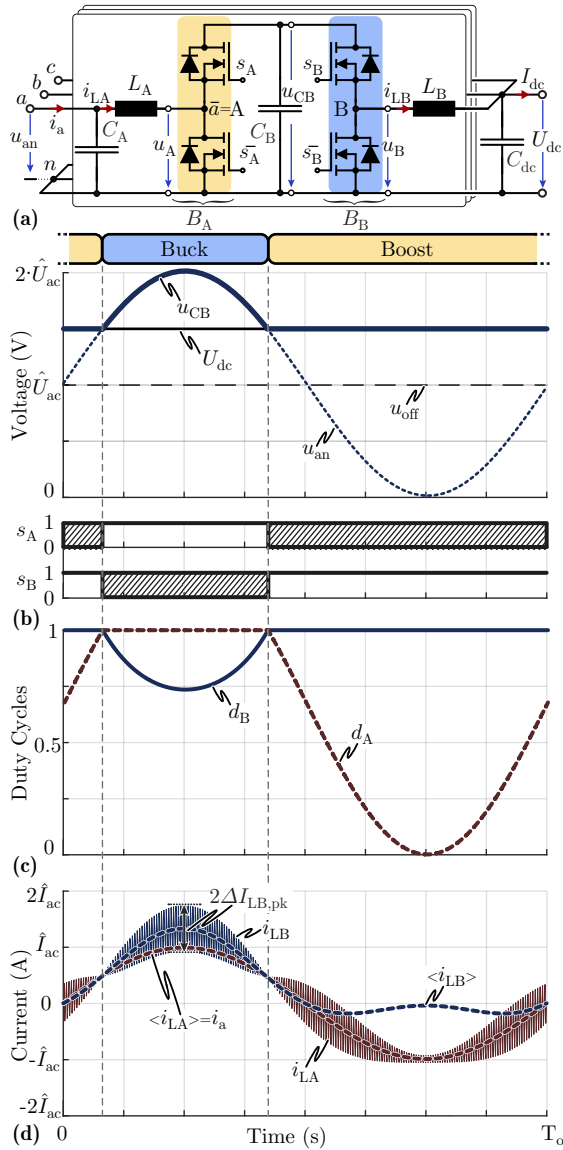 c
b
a
i_a
i_LA
L_A
C_A
u_an
n
u_A
ā=A
s_A
s̄_A
B_A
C_B
u_CB
s_B
s̄_B
B
B_B
u_B
i_LB
L_B
I_dc
C_dc
U_dc
(a)
Buck
Boost
2·Û_ac
Û_ac
0
Voltage (V)
u_CB
U_dc
u_off
u_an
s_A
1
0
s_B
1
0
(b)
1
0.5
0
Duty Cycles
d_B
d_A
(c)
2Î_ac
Î_ac
0
-Î_ac
-2Î_ac
Current (A)
2ΔI_LB,pk
i_LB
<i_LA>=i_a
<i_LB>
i_LA
(d)
0
Time (s)
T_o